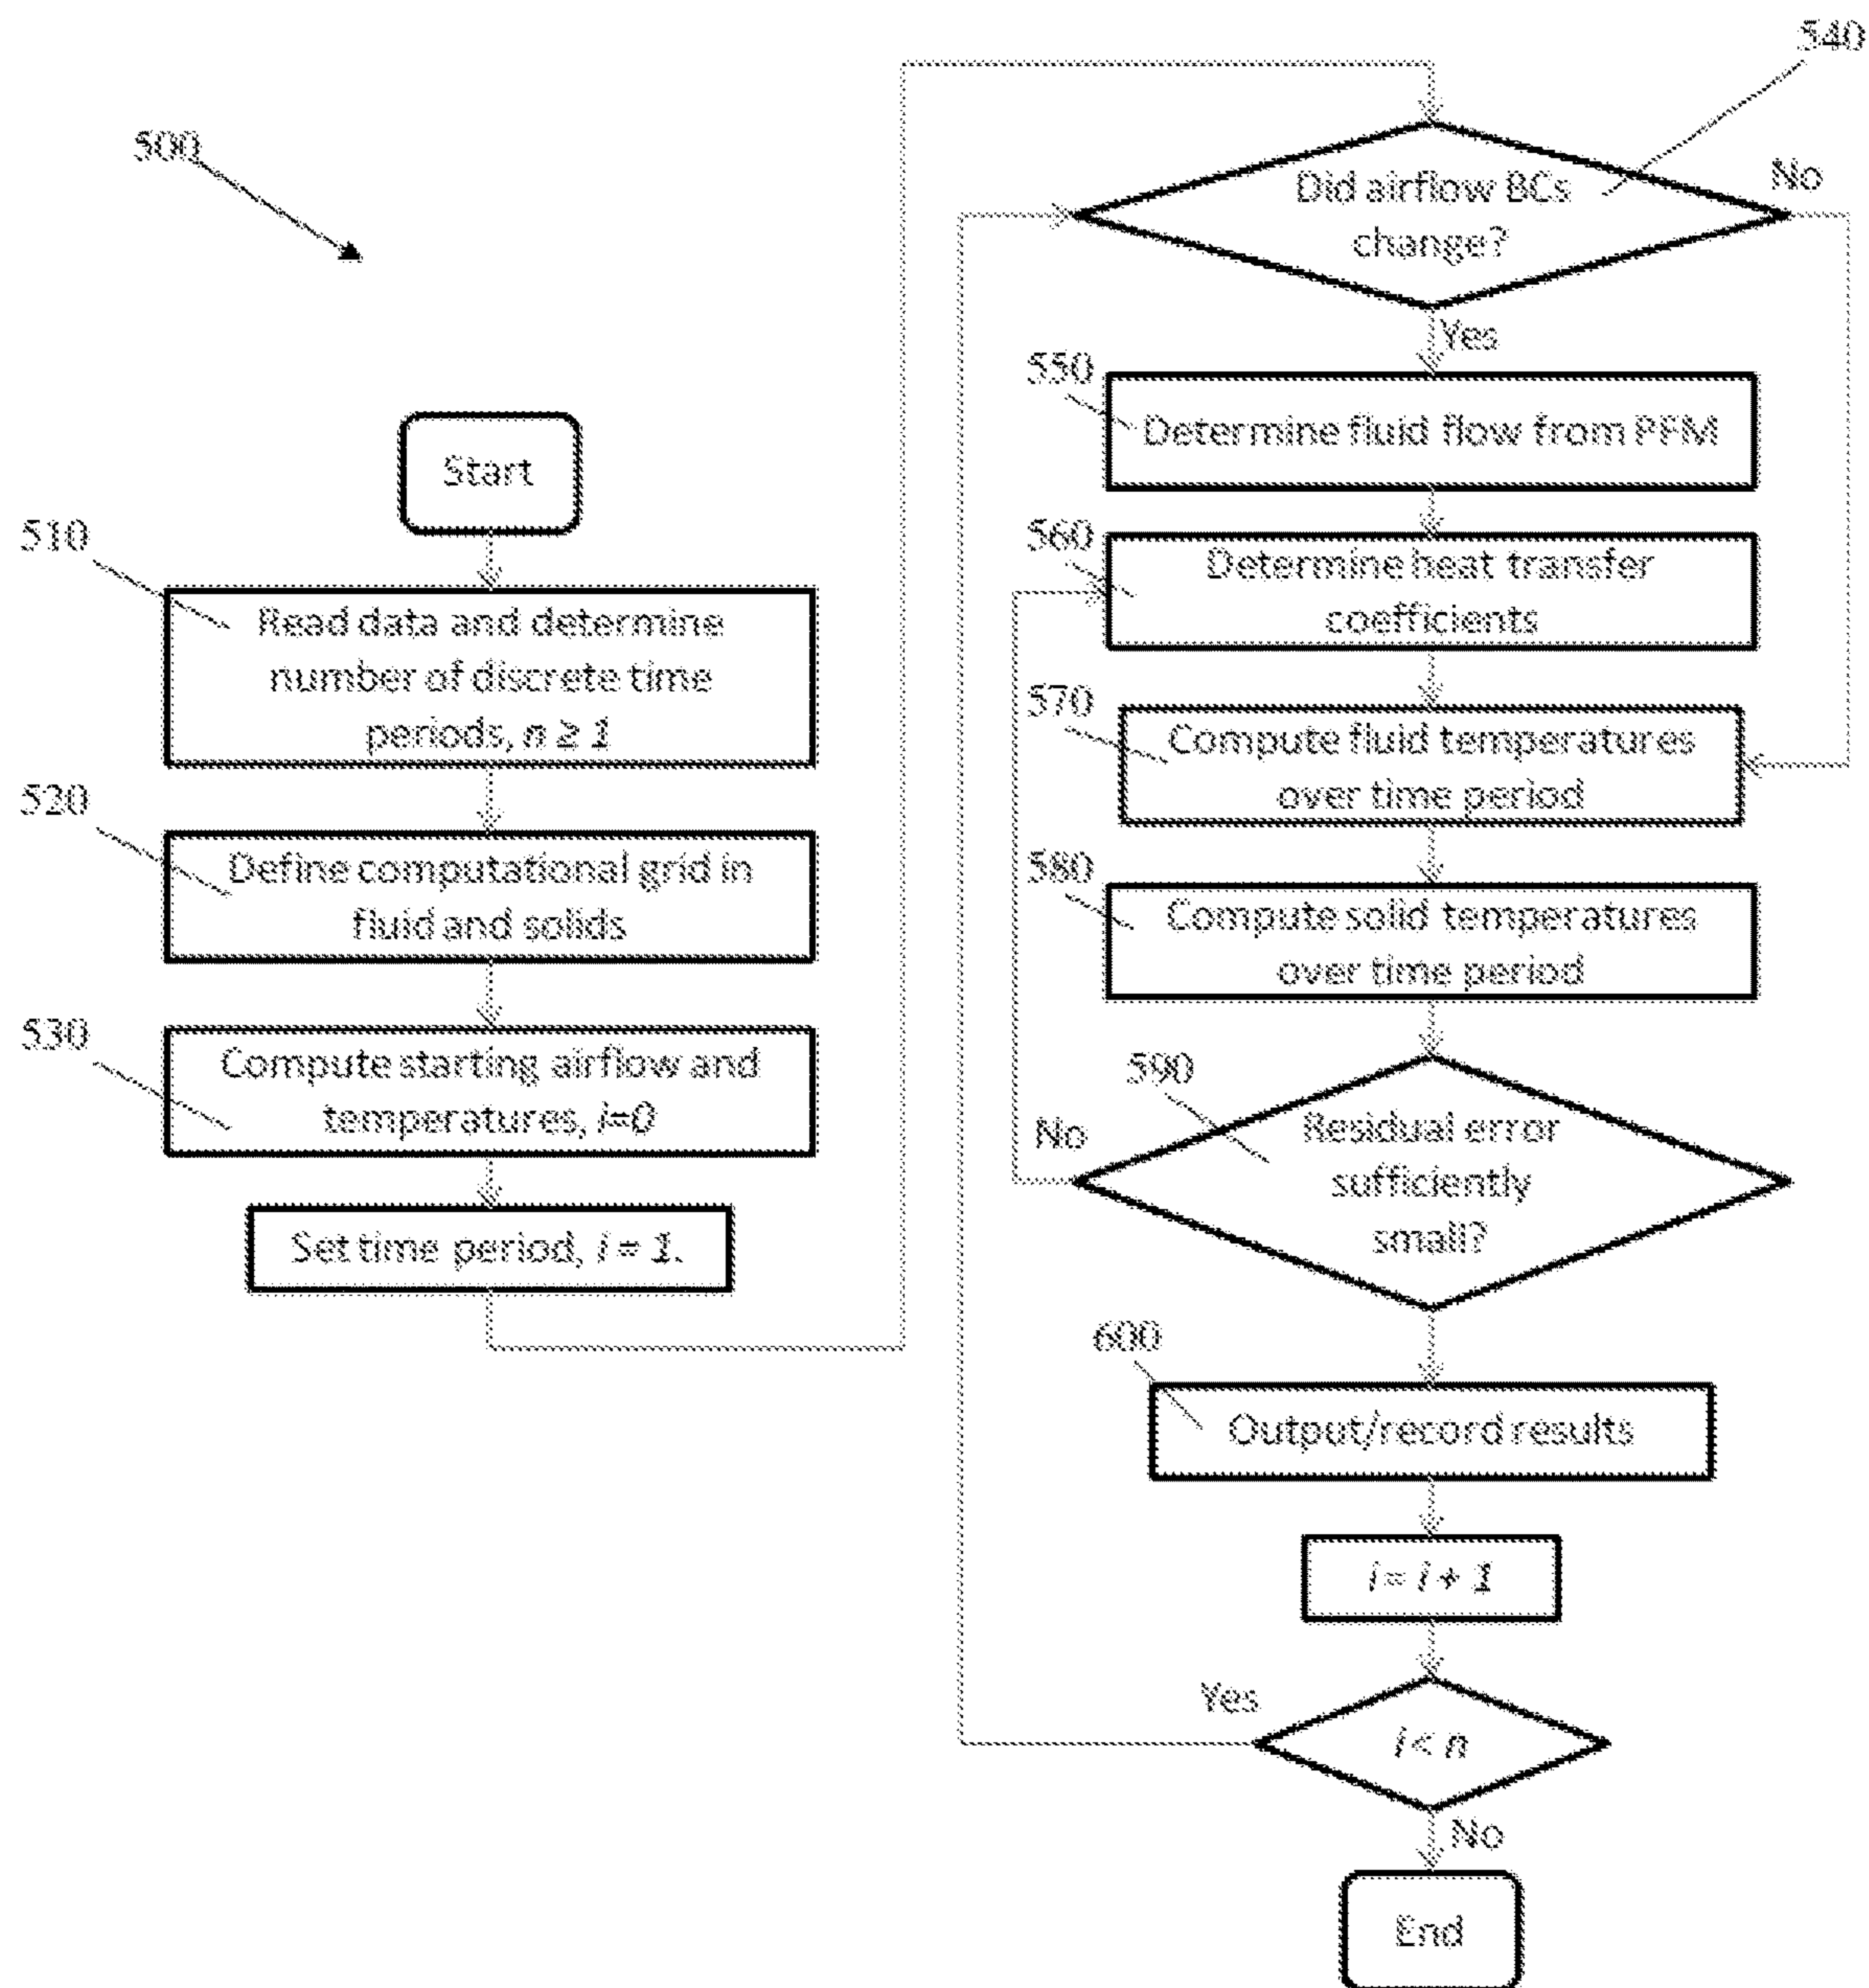 500
Start
510
Read data and determine
number of discrete time
periods, n ≥ 1
520
Define computational grid in
fluid and solids
530
Compute starting airflow and
temperatures, i=0
Set time period, i = 1.
540
Did airflow BCs
change?
No
Yes
550
Determine fluid flow from PFM
560
Determine heat transfer
coefficients
570
Compute fluid temperatures
over time period
580
Compute solid temperatures
over time period
590
Residual error
sufficiently
small?
No
600
Output/record results
i = i + 1
Yes
i < n
No
End